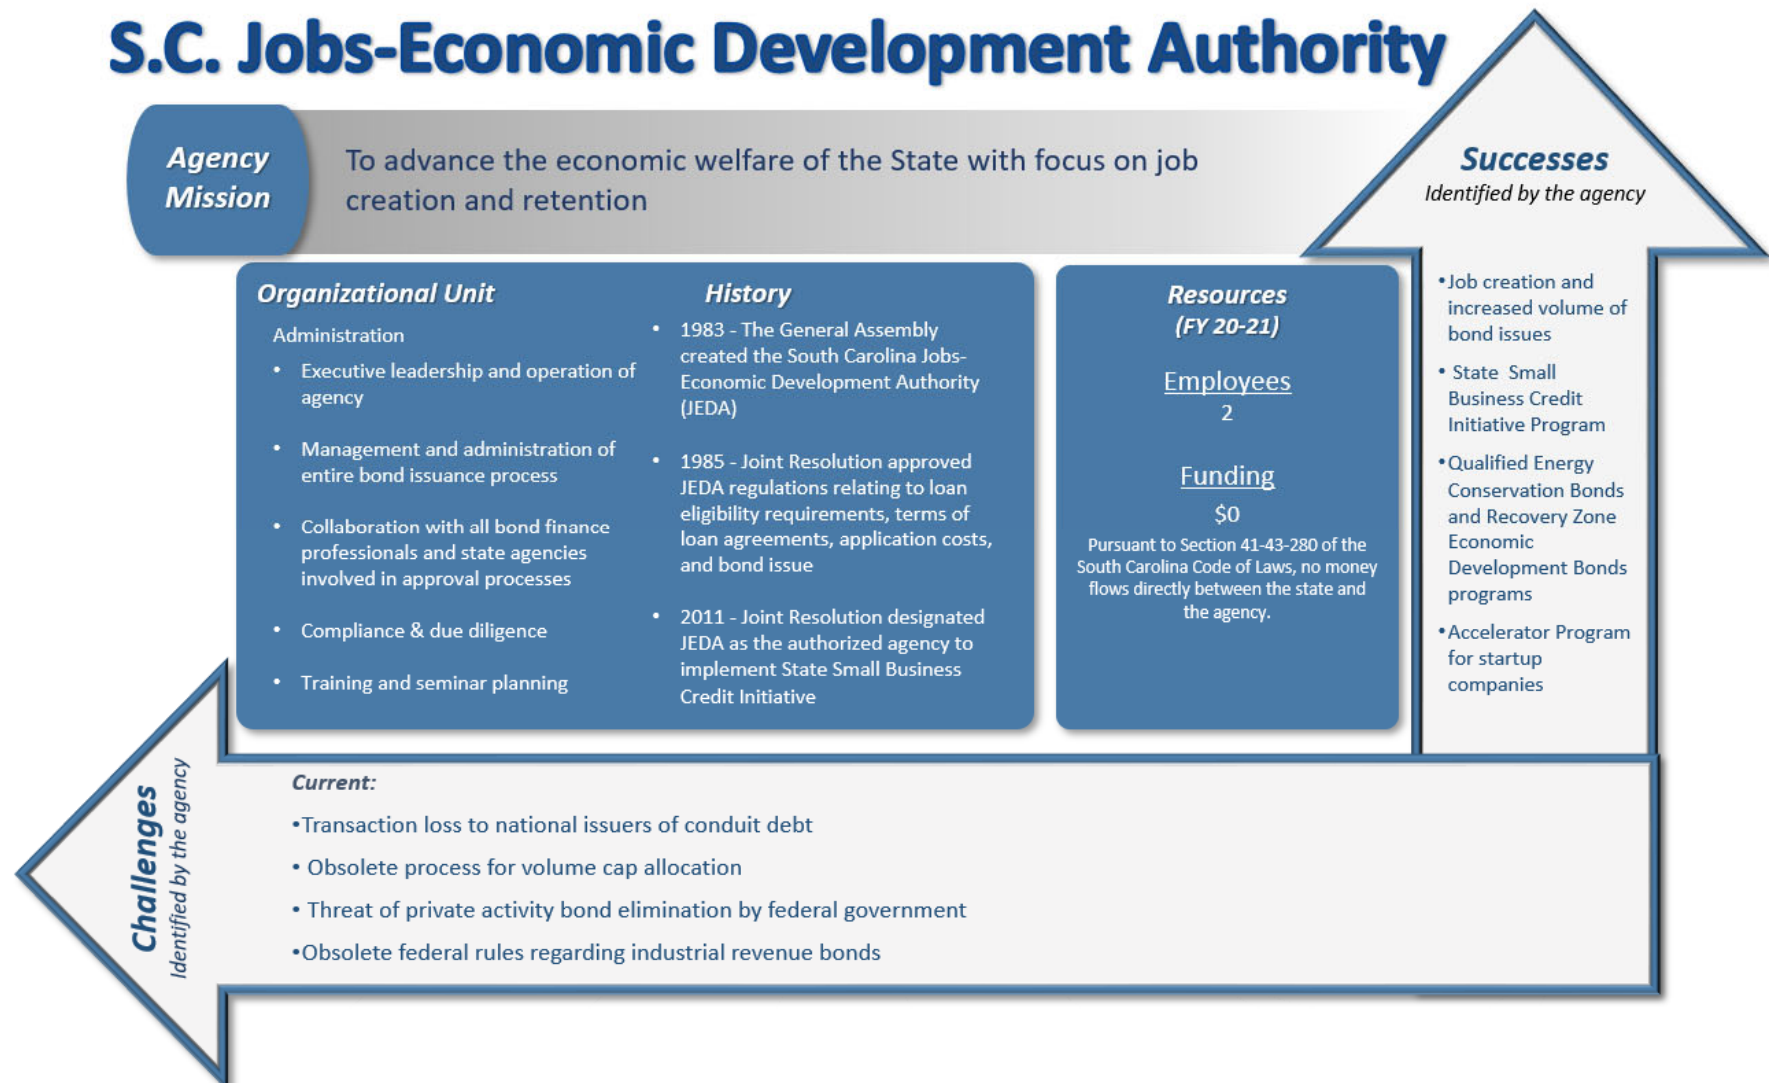 S.C. Jobs-Economic Development Authority
Agency
Mission
To advance the economic welfare of the State with focus on job
creation and retention
Successes
Identified by the agency
Organizational Unit
Administration
• Executive leadership and operation of
agency
• Management and administration of
entire bond issuance process
• Collaboration with all bond finance
professionals and state agencies
involved in approval processes
• Compliance & due diligence
• Training and seminar planning
History
• 1983 - The General Assembly
created the South Carolina Jobs-
Economic Development Authority
(JEDA)
• 1985 - Joint Resolution approved
JEDA regulations relating to loan
eligibility requirements, terms of
loan agreements, application costs,
and bond issue
• 2011 - Joint Resolution designated
JEDA as the authorized agency to
implement State Small Business
Credit Initiative
Resources
(FY 20-21)
Employees
2
Funding
$0
Pursuant to Section 41-43-280 of the
South Carolina Code of Laws, no money
flows directly between the state and
the agency.
•Job creation and
increased volume of
bond issues
• State Small
Business Credit
Initiative Program
•Qualified Energy
Conservation Bonds
and Recovery Zone
Economic
Development Bonds
programs
•Accelerator Program
for startup
companies
Challenges
Identified by the agency
Current:
•Transaction loss to national issuers of conduit debt
• Obsolete process for volume cap allocation
• Threat of private activity bond elimination by federal government
•Obsolete federal rules regarding industrial revenue bonds